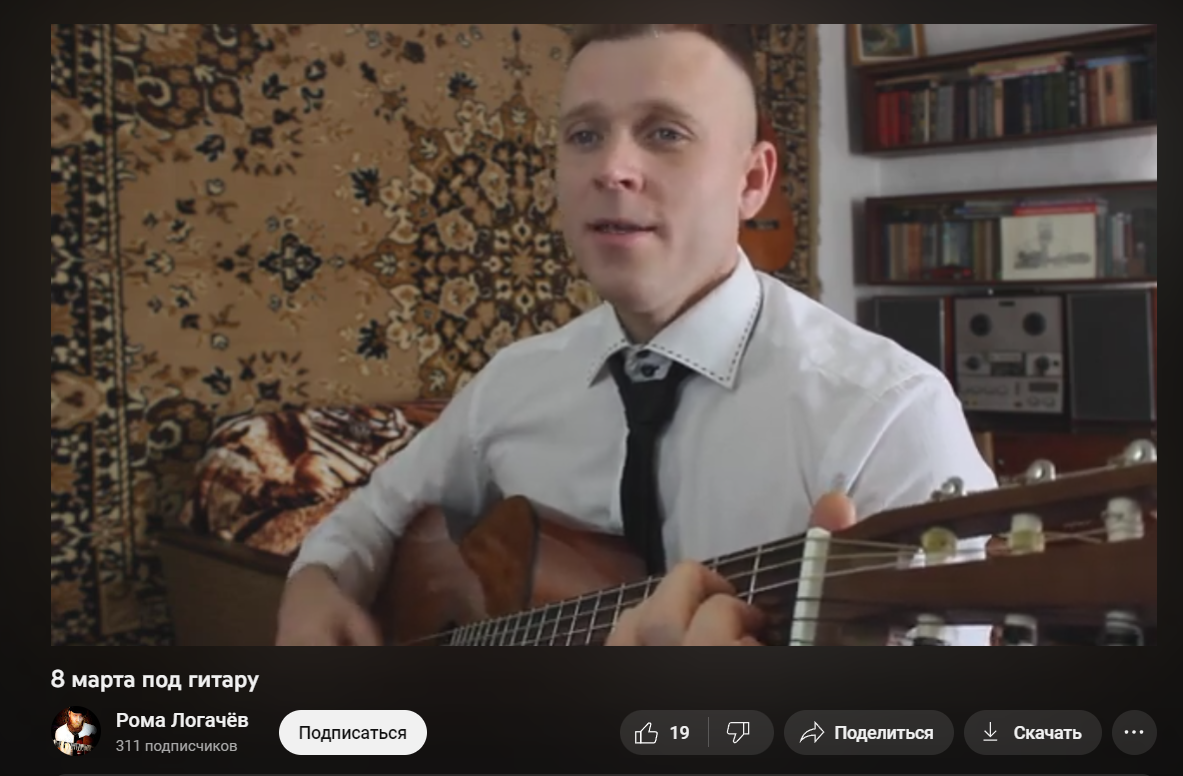 8 марта под гитару
Рома Логачёв
311 подписчиков
Подписаться
19
Поделиться
Скачать